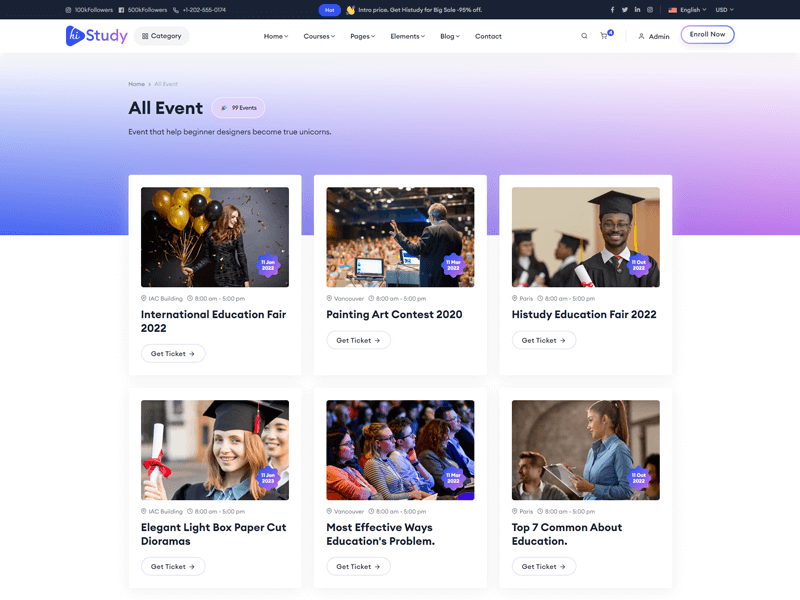 100kFollowers 500kFollowers +1-202-555-0174 Hot Intro price. Get Histudy for Big Sale -95% off. English USD
hiStudy Category Home Courses Pages Elements Blog Contact 4 Admin Enroll Now
Home > All Event
All Event 99 Events
Event that help beginner designers become true unicorns.
11 Jan
2022
11 Mar
2022
11 Oct
2022
IAC Building 8:00 am - 5:00 pm
Vancouver 8:00 am - 5:00 pm
Paris 8:00 am - 5:00 pm
International Education Fair
2022
Painting Art Contest 2020
Histudy Education Fair 2022
Get Ticket →
Get Ticket →
Get Ticket →
11 Jan
2023
11 Mar
2022
11 Oct
2022
IAC Building 8:00 am - 5:00 pm
Vancouver 8:00 am - 5:00 pm
Paris 8:00 am - 5:00 pm
Elegant Light Box Paper Cut
Dioramas
Most Effective Ways
Education's Problem.
Top 7 Common About
Education.
Get Ticket →
Get Ticket →
Get Ticket →